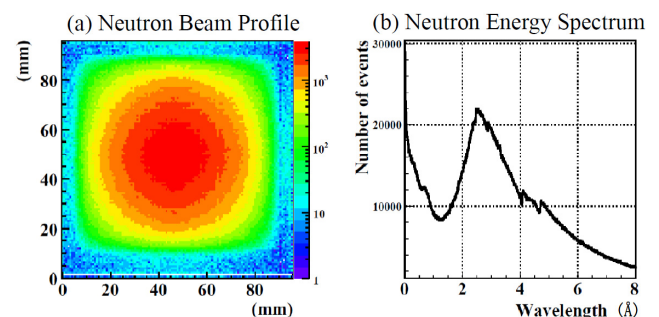 (a) Neutron Beam Profile
(mm)
80
60
40
20
0
0 20 40 60 80
(mm)
10³
10²
10
1
(b) Neutron Energy Spectrum
Number of events
30000
20000
10000
0 2 4 6 8
Wavelength (Å)